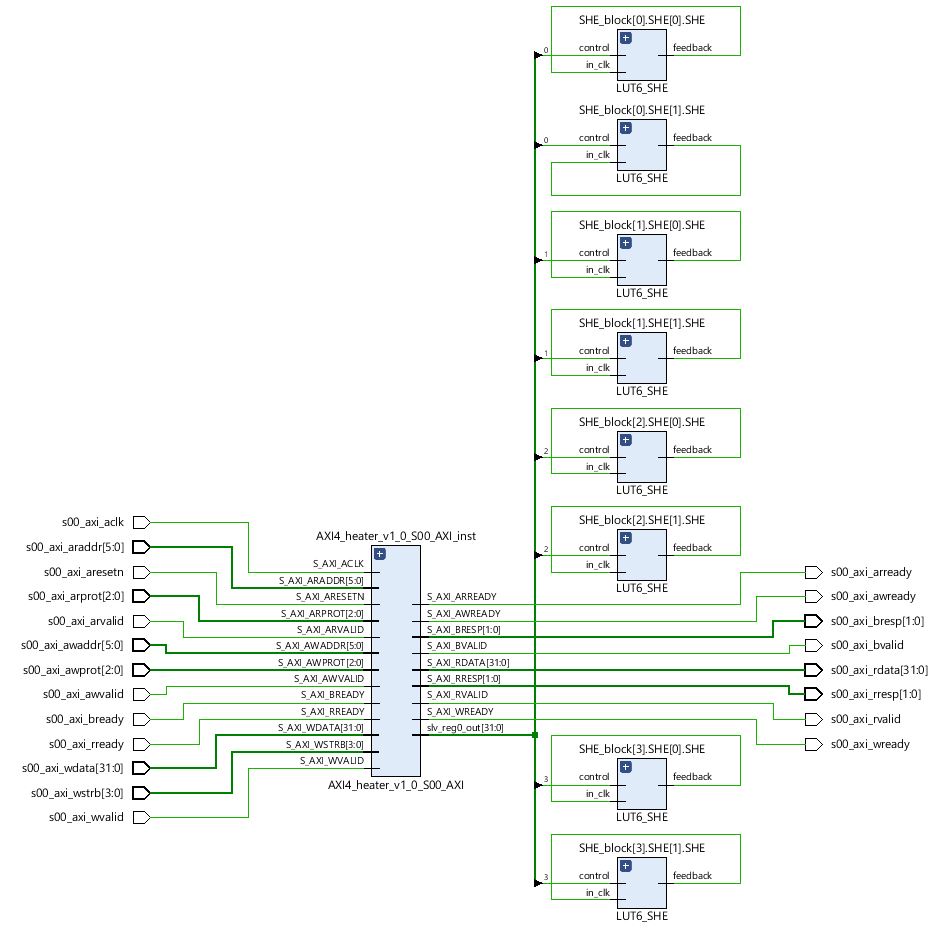 SHE_block[0].SHE[0].SHE
0
control
in_clk
feedback
LUT6_SHE
SHE_block[0].SHE[1].SHE
0
control
in_clk
feedback
LUT6_SHE
SHE_block[1].SHE[0].SHE
1
control
in_clk
feedback
LUT6_SHE
SHE_block[1].SHE[1].SHE
1
control
in_clk
feedback
LUT6_SHE
SHE_block[2].SHE[0].SHE
2
control
in_clk
feedback
LUT6_SHE
SHE_block[2].SHE[1].SHE
2
control
in_clk
feedback
LUT6_SHE
s00_axi_aclk
s00_axi_araddr[5:0]
s00_axi_aresetn
s00_axi_arprot[2:0]
s00_axi_arvalid
s00_axi_awaddr[5:0]
s00_axi_awprot[2:0]
s00_axi_awvalid
s00_axi_bready
s00_axi_rready
s00_axi_wdata[31:0]
s00_axi_wstrb[3:0]
s00_axi_wvalid
AXI4_heater_v1_0_S00_AXI_inst
S_AXI_ACLK
S_AXI_ARADDR[5:0]
S_AXI_ARESETN
S_AXI_ARPROT[2:0]
S_AXI_ARVALID
S_AXI_AWADDR[5:0]
S_AXI_AWPROT[2:0]
S_AXI_AWVALID
S_AXI_BREADY
S_AXI_RREADY
S_AXI_WDATA[31:0]
S_AXI_WSTRB[3:0]
S_AXI_WVALID
S_AXI_ARREADY
S_AXI_AWREADY
S_AXI_BRESP[1:0]
S_AXI_BVALID
S_AXI_RDATA[31:0]
S_AXI_RRESP[1:0]
S_AXI_RVALID
S_AXI_WREADY
slv_reg0_out[31:0]
AXI4_heater_v1_0_S00_AXI
s00_axi_arready
s00_axi_awready
s00_axi_bresp[1:0]
s00_axi_bvalid
s00_axi_rdata[31:0]
s00_axi_rresp[1:0]
s00_axi_rvalid
s00_axi_wready
SHE_block[3].SHE[0].SHE
3
control
in_clk
feedback
LUT6_SHE
SHE_block[3].SHE[1].SHE
3
control
in_clk
feedback
LUT6_SHE